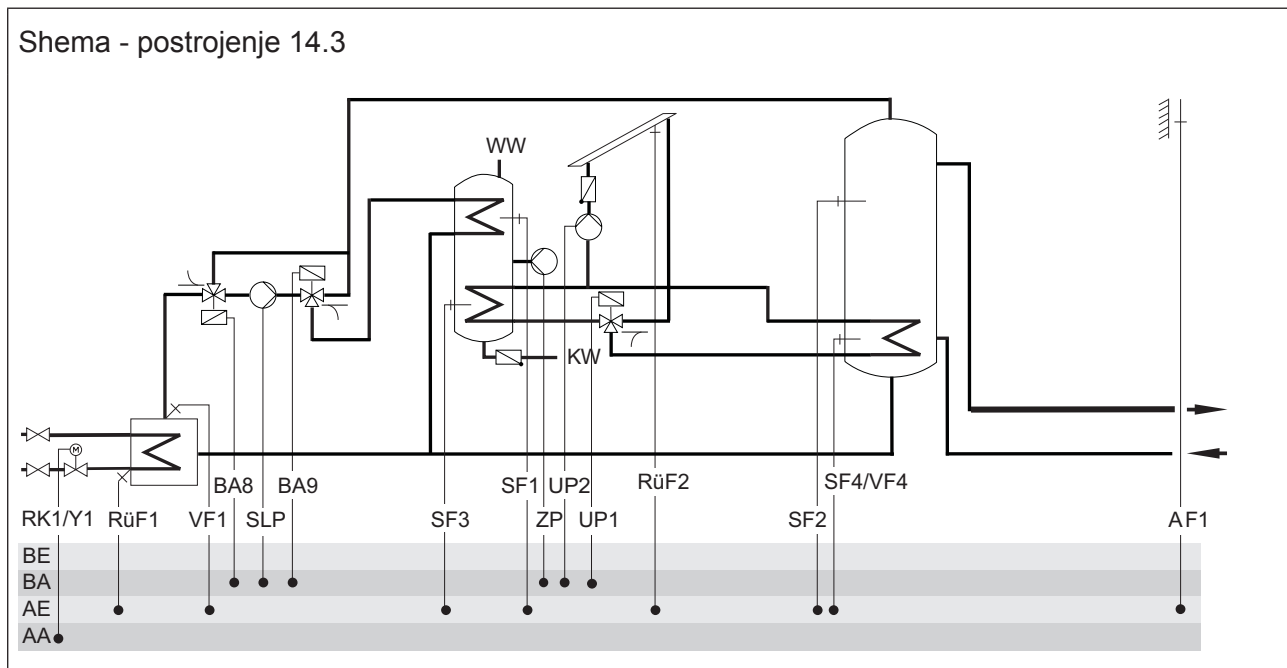 Shema - postrojenje 14.3
WW
KW
M
BA8 BA9 SF1 UP2 RüF2 SF4/VF4
RK1/Y1 RüF1 VF1 SLP SF3 ZP UP1 SF2 AF1
BE
BA
AE
AA